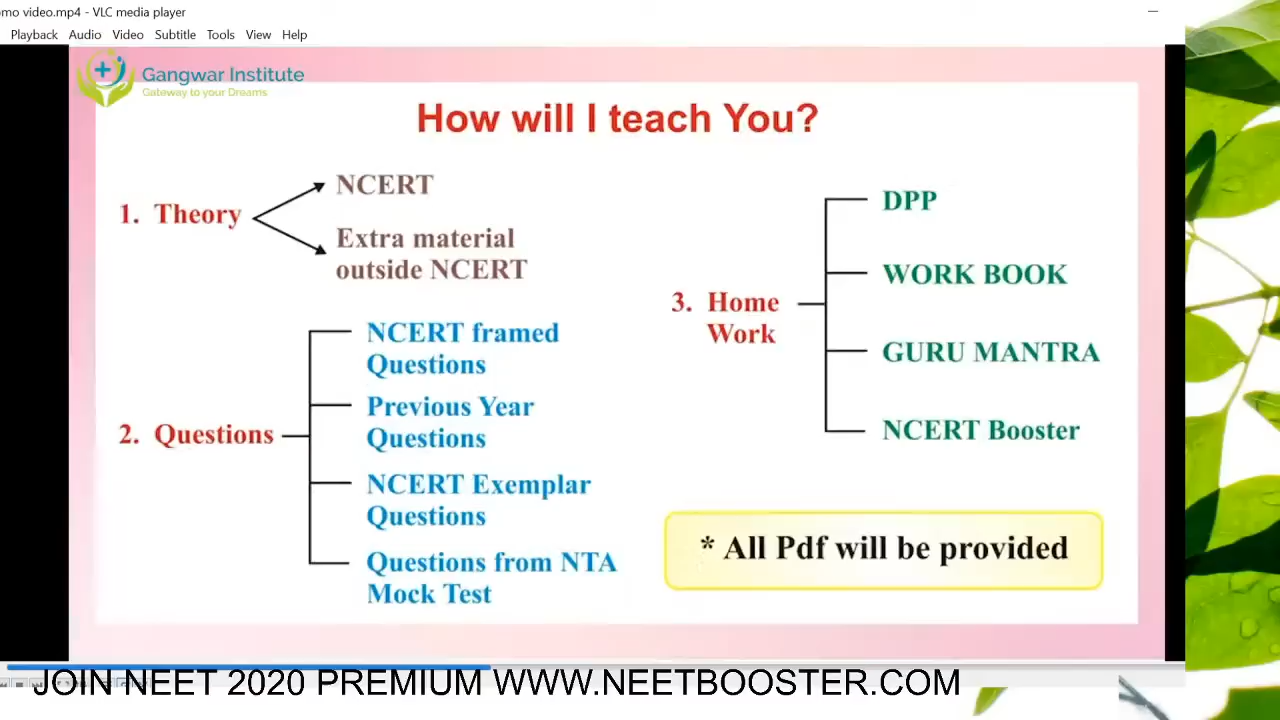 mo video.mp4 - VLC media player
Playback Audio Video Subtitle Tools View Help
Gangwar Institute
Gateway to your Dreams
How will I teach You?
1. Theory
NCERT
Extra material
outside NCERT
2. Questions
NCERT framed
Questions
Previous Year
Questions
NCERT Exemplar
Questions
Questions from NTA
Mock Test
3. Home
Work
DPP
WORK BOOK
GURU MANTRA
NCERT Booster
* All Pdf will be provided
JOIN NEET 2020 PREMIUM WWW.NEETBOOSTER.COM